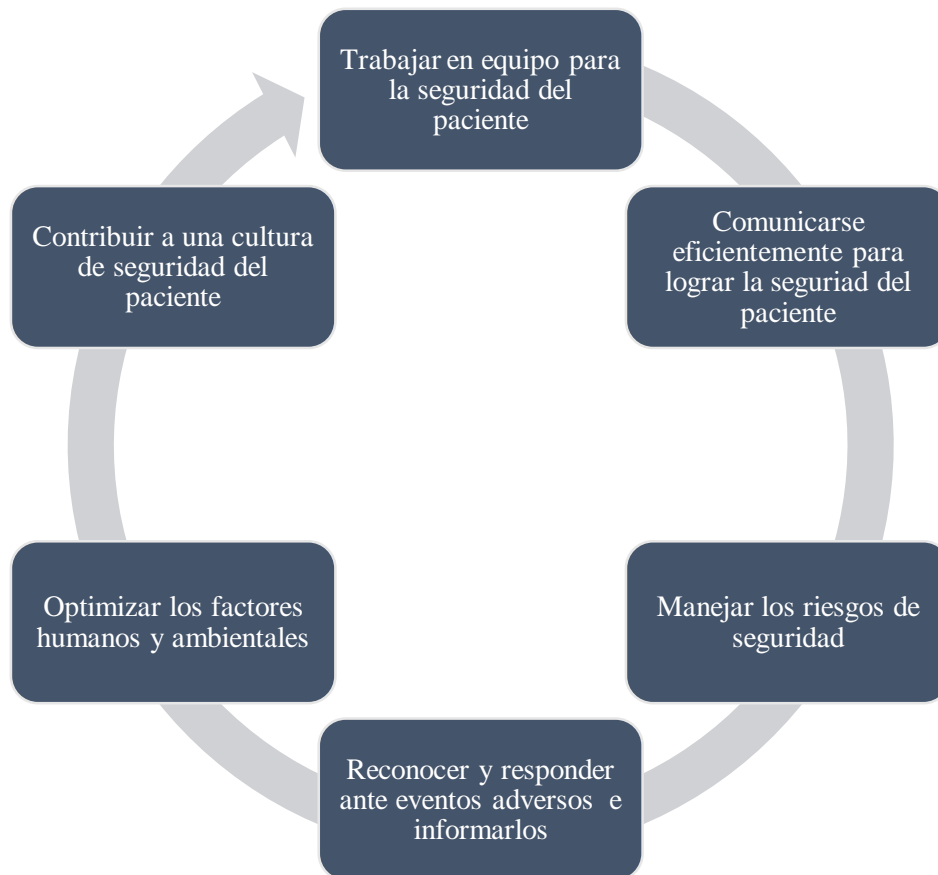 Trabajar en equipo para
la seguridad del
paciente
Comunicarse
eficientemente para
lograr la seguriad del
paciente
Manejar los riesgos de
seguridad
Reconocer y responder
ante eventos adversos e
informarlos
Optimizar los factores
humanos y ambientales
Contribuir a una cultura
de seguridad del
paciente